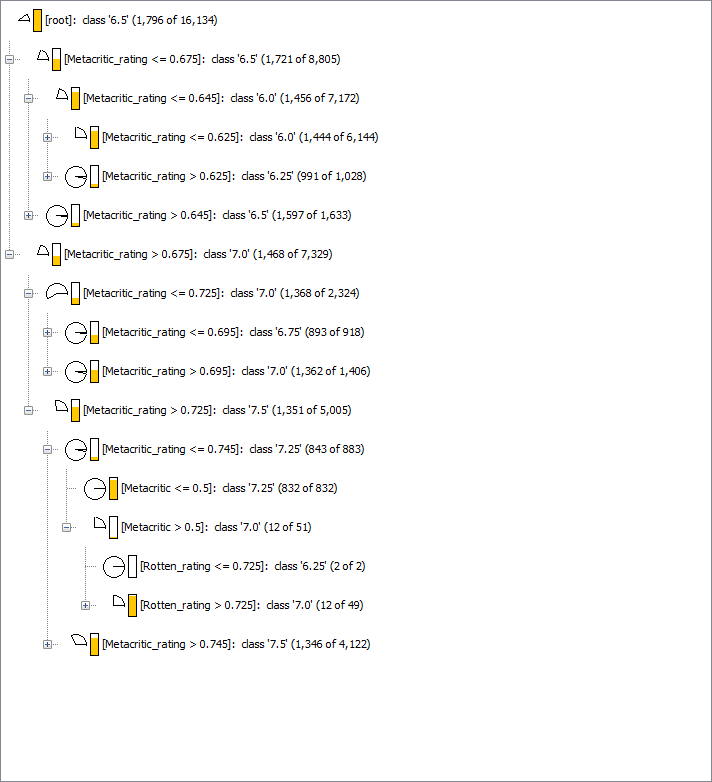 [root]: class '6.5' (1,796 of 16,134)
[Metacritic_rating <= 0.675]: class '6.5' (1,721 of 8,805)
[Metacritic_rating <= 0.645]: class '6.0' (1,456 of 7,172)
[Metacritic_rating <= 0.625]: class '6.0' (1,444 of 6,144)
[Metacritic_rating > 0.625]: class '6.25' (991 of 1,028)
[Metacritic_rating > 0.645]: class '6.5' (1,597 of 1,633)
[Metacritic_rating > 0.675]: class '7.0' (1,468 of 7,329)
[Metacritic_rating <= 0.725]: class '7.0' (1,368 of 2,324)
[Metacritic_rating <= 0.695]: class '6.75' (893 of 918)
[Metacritic_rating > 0.695]: class '7.0' (1,362 of 1,406)
[Metacritic_rating > 0.725]: class '7.5' (1,351 of 5,005)
[Metacritic_rating <= 0.745]: class '7.25' (843 of 883)
[Metacritic <= 0.5]: class '7.25' (832 of 832)
[Metacritic > 0.5]: class '7.0' (12 of 51)
[Rotten_rating <= 0.725]: class '6.25' (2 of 2)
[Rotten_rating > 0.725]: class '7.0' (12 of 49)
[Metacritic_rating > 0.745]: class '7.5' (1,346 of 4,122)